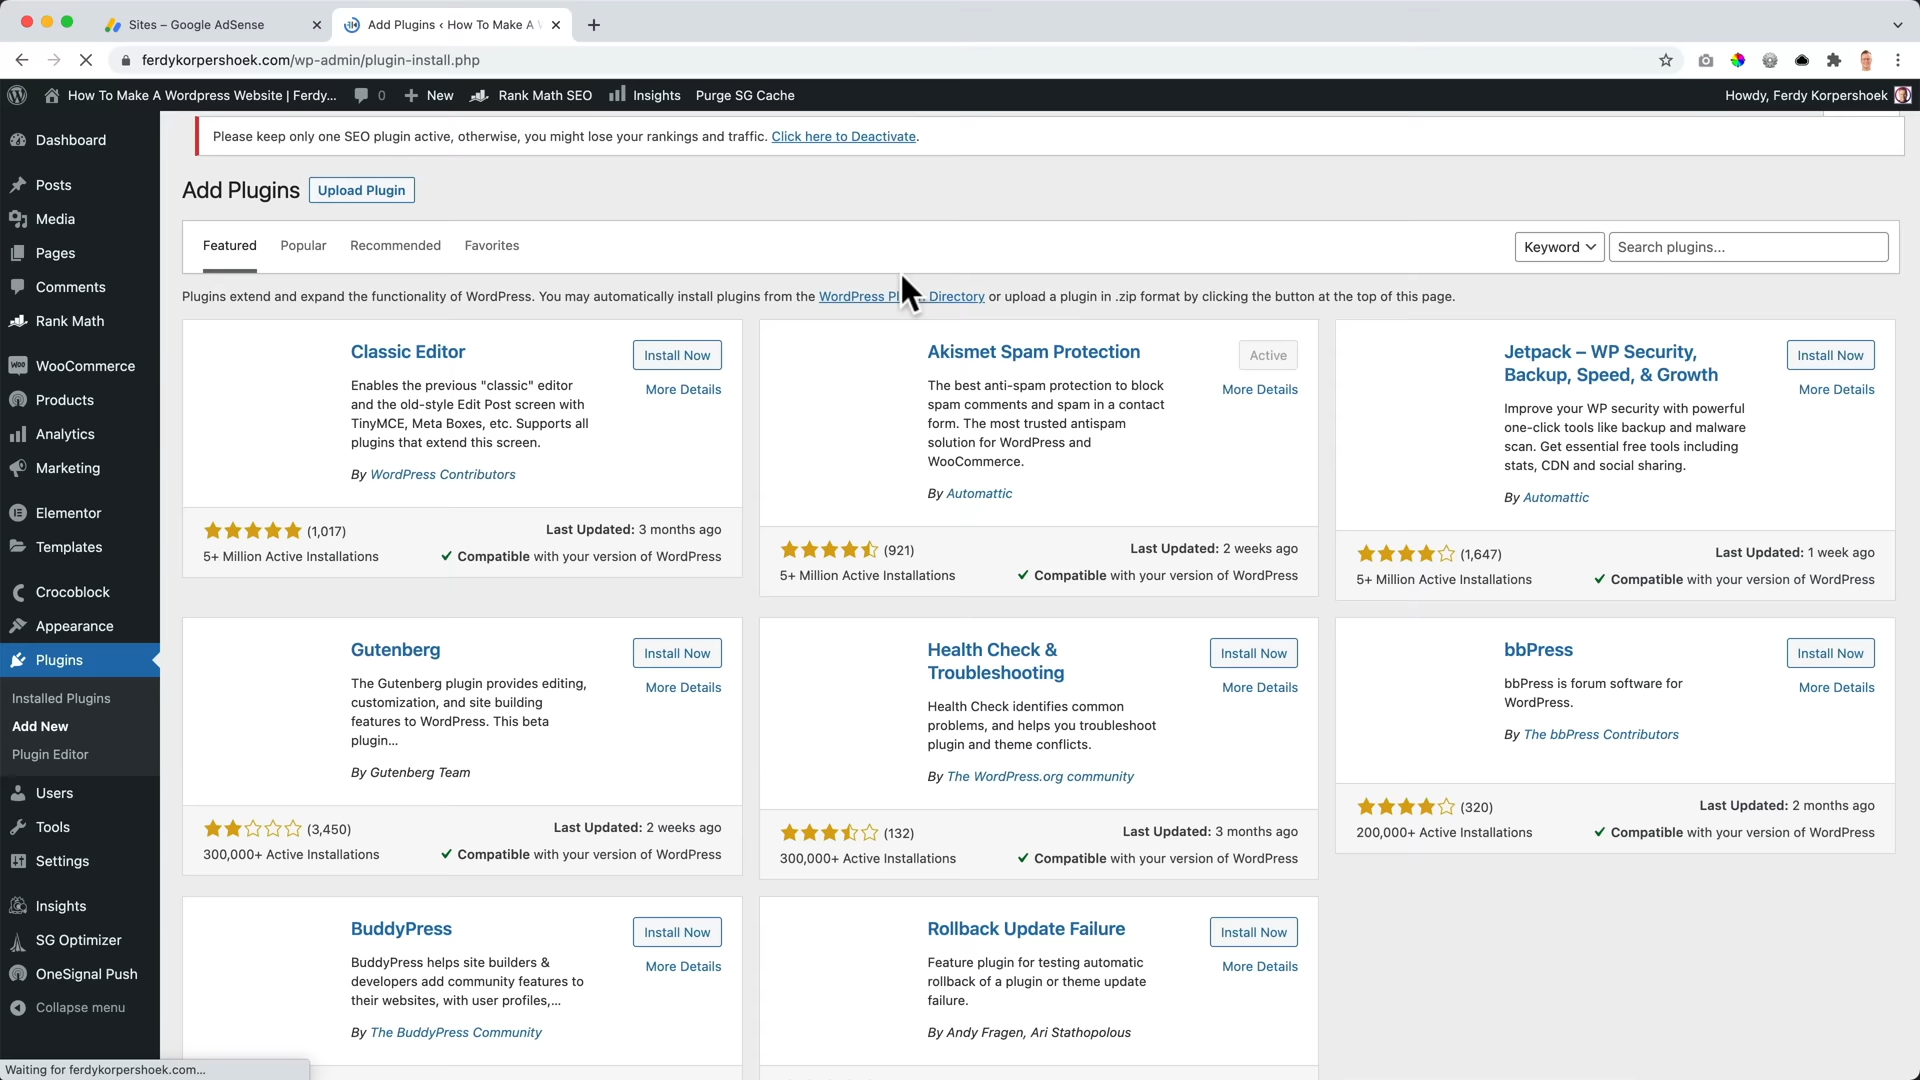 Sites – Google AdSense
Add Plugins ‹ How To Make A W
ferdykorpershoek.com/wp-admin/plugin-install.php
How To Make A Wordpress Website | Ferdy...
0
New
Rank Math SEO
Insights
Purge SG Cache
Howdy, Ferdy Korpershoek
Dashboard
Posts
Media
Pages
Comments
Rank Math
WooCommerce
Products
Analytics
Marketing
Elementor
Templates
Crocoblock
Appearance
Plugins
Installed Plugins
Add New
Plugin Editor
Users
Tools
Settings
Insights
SG Optimizer
OneSignal Push
Collapse menu
Waiting for ferdykorpershoek.com...
Please keep only one SEO plugin active, otherwise, you might lose your rankings and traffic. Click here to Deactivate.
Add Plugins
Upload Plugin
Featured
Popular
Recommended
Favorites
Keyword
Search plugins...
Plugins extend and expand the functionality of WordPress. You may automatically install plugins from the WordPress Directory or upload a plugin in .zip format by clicking the button at the top of this page.
Classic Editor
Install Now
More Details
Enables the previous "classic" editor
and the old-style Edit Post screen with
TinyMCE, Meta Boxes, etc. Supports all
plugins that extend this screen.
By WordPress Contributors
(1,017)
Last Updated: 3 months ago
5+ Million Active Installations
Compatible with your version of WordPress
Akismet Spam Protection
Active
More Details
The best anti-spam protection to block
spam comments and spam in a contact
form. The most trusted antispam
solution for WordPress and
WooCommerce.
By Automattic
(921)
Last Updated: 2 weeks ago
5+ Million Active Installations
Compatible with your version of WordPress
Jetpack – WP Security,
Backup, Speed, & Growth
Install Now
More Details
Improve your WP security with powerful
one-click tools like backup and malware
scan. Get essential free tools including
stats, CDN and social sharing.
By Automattic
(1,647)
Last Updated: 1 week ago
5+ Million Active Installations
Compatible with your version of WordPress
Gutenberg
Install Now
More Details
The Gutenberg plugin provides editing,
customization, and site building
features to WordPress. This beta
plugin...
By Gutenberg Team
(3,450)
Last Updated: 2 weeks ago
300,000+ Active Installations
Compatible with your version of WordPress
Health Check &
Troubleshooting
Install Now
More Details
Health Check identifies common
problems, and helps you troubleshoot
plugin and theme conflicts.
By The WordPress.org community
(132)
Last Updated: 3 months ago
300,000+ Active Installations
Compatible with your version of WordPress
bbPress
Install Now
More Details
bbPress is forum software for
WordPress.
By The bbPress Contributors
(320)
Last Updated: 2 months ago
200,000+ Active Installations
Compatible with your version of WordPress
BuddyPress
Install Now
More Details
BuddyPress helps site builders &
developers add community features to
their websites, with user profiles,...
By The BuddyPress Community
Rollback Update Failure
Install Now
More Details
Feature plugin for testing automatic
rollback of a plugin or theme update
failure.
By Andy Fragen, Ari Stathopolous